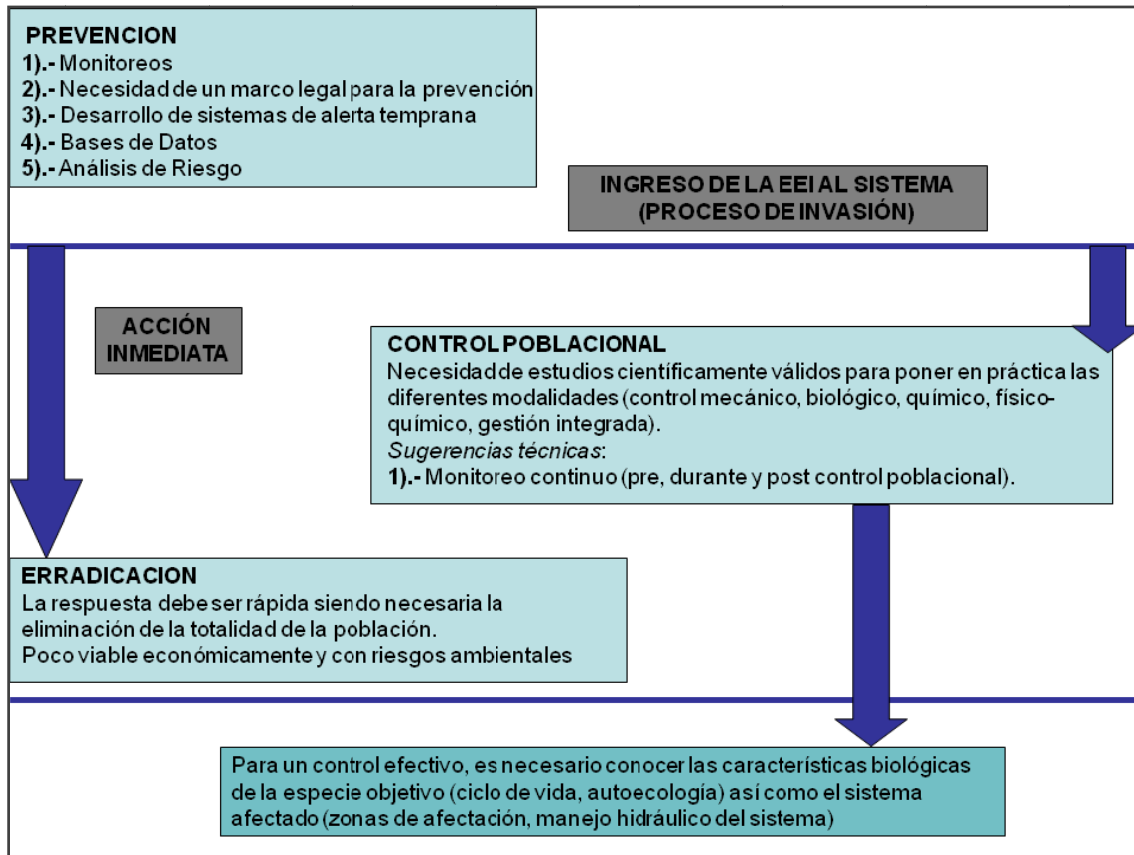 PREVENCION
1).- Monitoreos
2).- Necesidad de un marco legal para la prevención
3).- Desarrollo de sistemas de alerta temprana
4).- Bases de Datos
5).- Análisis de Riesgo
INGRESO DE LA EEI AL SISTEMA
(PROCESO DE INVASIÓN)
ACCIÓN
INMEDIATA
CONTROL POBLACIONAL
Necesidad de estudios científicamente válidos para poner en práctica las
diferentes modalidades (control mecánico, biológico, químico, físico-
químico, gestión integrada).
Sugerencias técnicas:
1).- Monitoreo continuo (pre, durante y post control poblacional).
ERRADICACION
La respuesta debe ser rápida siendo necesaria la
eliminación de la totalidad de la población.
Poco viable económicamente y con riesgos ambientales
Para un control efectivo, es necesario conocer las características biológicas
de la especie objetivo (ciclo de vida, autoecología) así como el sistema
afectado (zonas de afectación, manejo hidráulico del sistema)